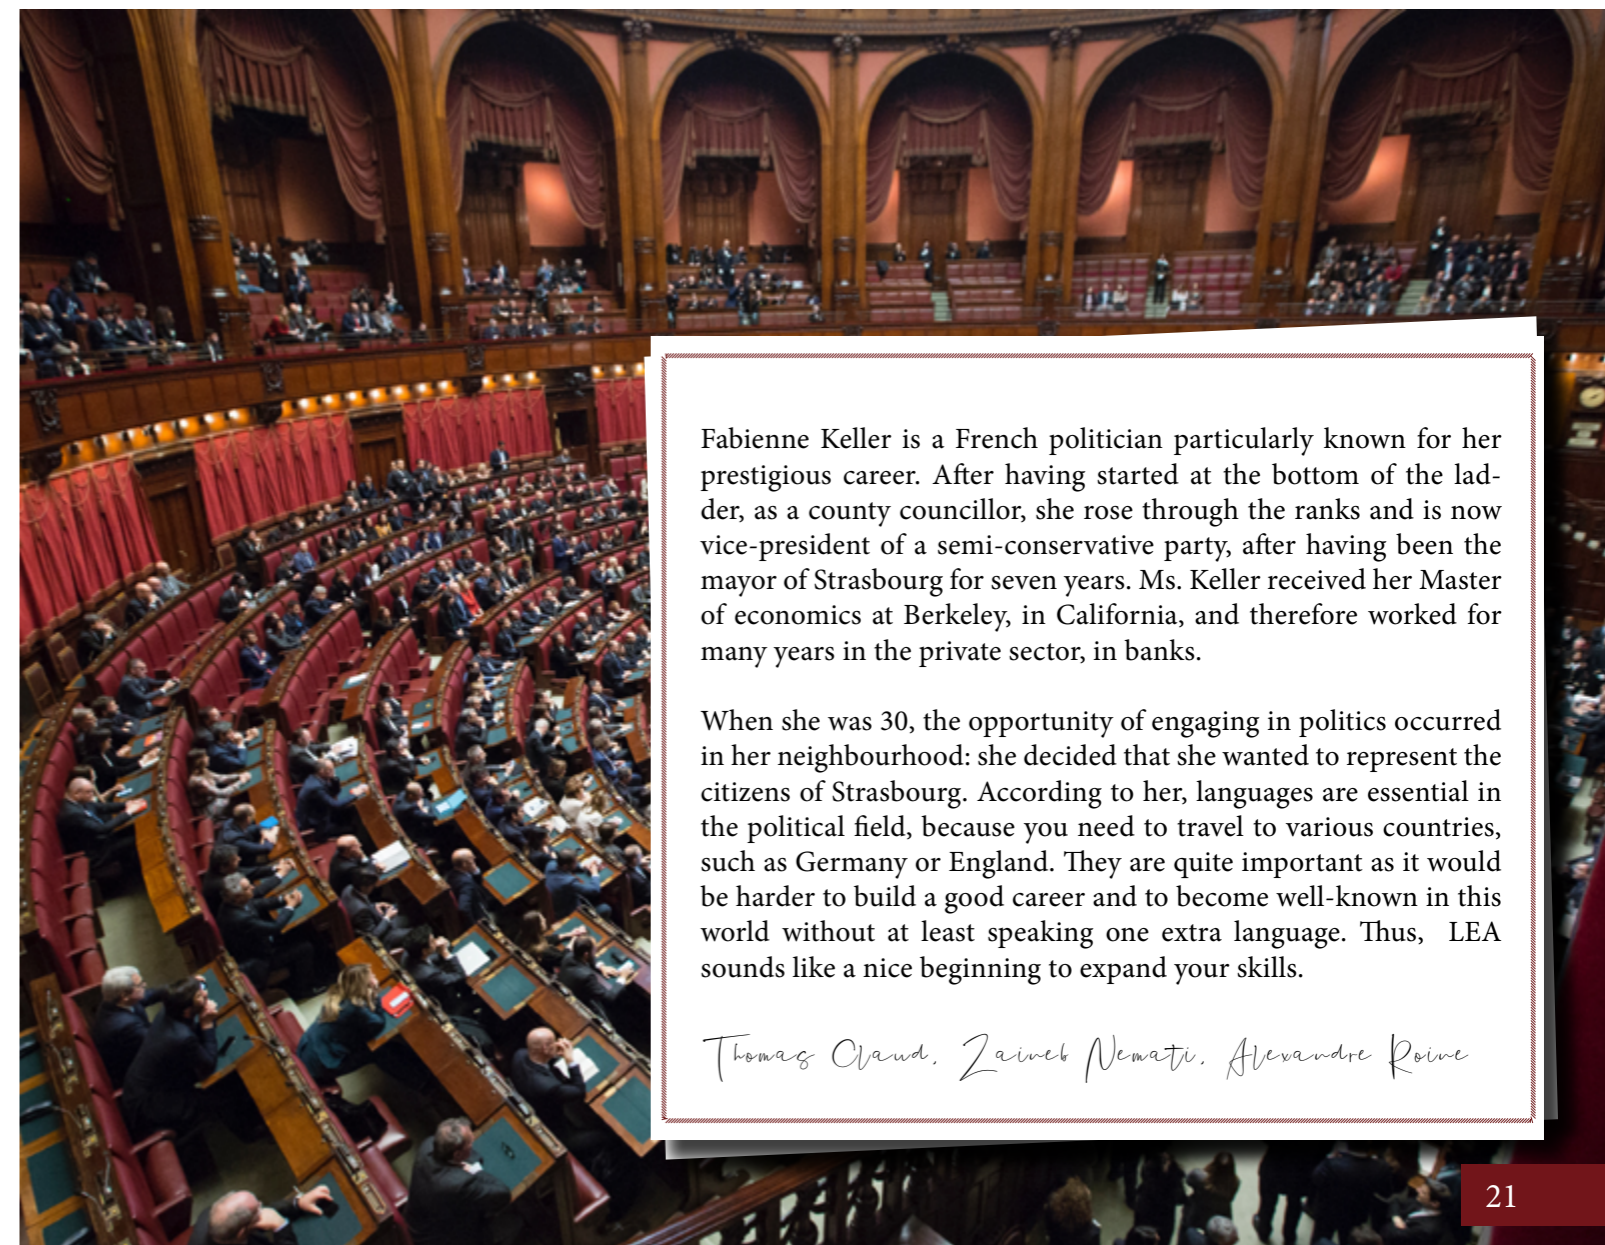 Fabienne Keller is a French politician particularly known for her
prestigious career. After having started at the bottom of the lad-
der, as a county councillor, she rose through the ranks and is now
vice-president of a semi-conservative party, after having been the
mayor of Strasbourg for seven years. Ms. Keller received her Master
of economics at Berkeley, in California, and therefore worked for
many years in the private sector, in banks.
When she was 30, the opportunity of engaging in politics occurred
in her neighbourhood: she decided that she wanted to represent the
citizens of Strasbourg. According to her, languages are essential in
the political field, because you need to travel to various countries,
such as Germany or England. They are quite important as it would
be harder to build a good career and to become well-known in this
world without at least speaking one extra language. Thus,  LEA
sounds like a nice beginning to expand your skills.
Thomas Claud, Zaineb Nemati, Alexandre Roine
21